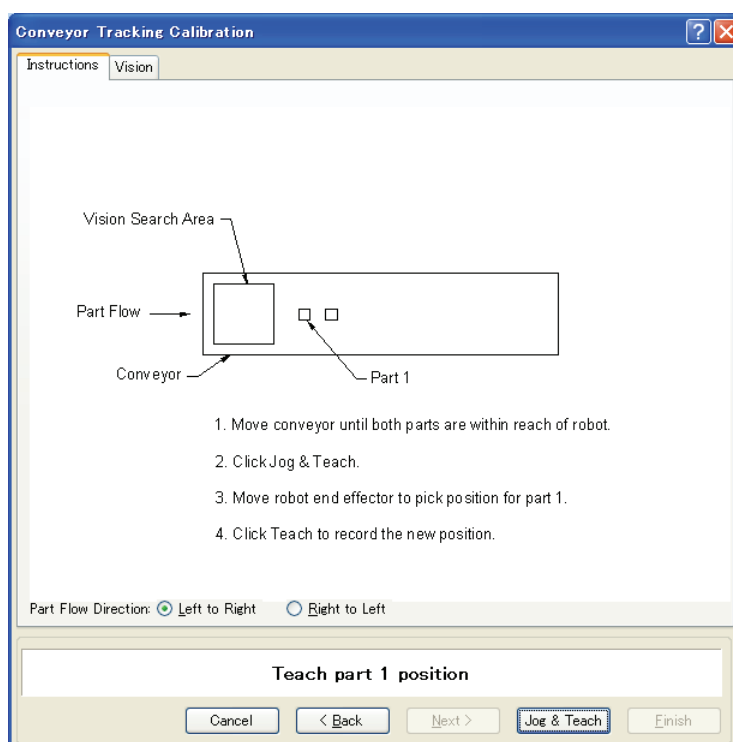 Conveyor Tracking Calibration
Instructions
Vision
Vision Search Area
Part Flow
Conveyor
Part 1
1. Move conveyor until both parts are within reach of robot.
2. Click Jog & Teach.
3. Move robot end effector to pick position for part 1.
4. Click Teach to record the new position.
Part Flow Direction: Left to Right Right to Left
Teach part 1 position
Cancel < Back Next > Jog & Teach Finish